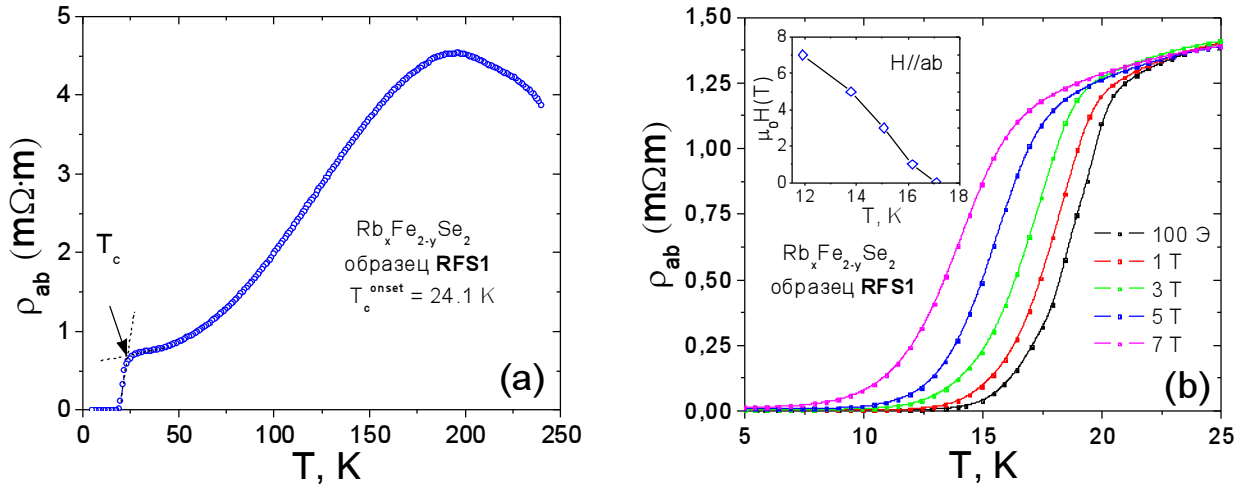 (a)
5
4
3
2
1
0
ρab (mΩ·m)
Tc
RbxFe2-ySe2
образец RFS1
Tc onset = 24.1 K
0 50 100 150 200 250
T, K
(b)
1,50
1,25
1,00
0,75
0,50
0,25
0,00
ρab (mΩm)
8
6
4
2
0
μ0H (T)
H//ab
12 14 16 18
T, K
RbxFe2-ySe2
образец RFS1
100 Э
1 T
3 T
5 T
7 T
5 10 15 20 25
T, K